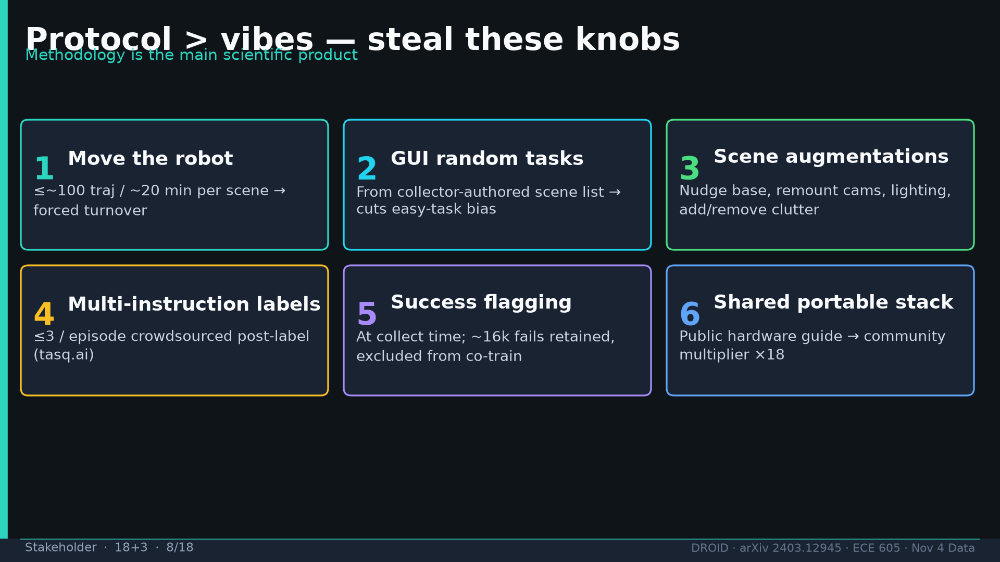 Protocol > vibes — steal these knobs
Methodology is the main scientific product
1 Move the robot
≤~100 traj / ~20 min per scene →
forced turnover
2 GUI random tasks
From collector-authored scene list →
cuts easy-task bias
3 Scene augmentations
Nudge base, remount cams, lighting,
add/remove clutter
4 Multi-instruction labels
≤3 / episode crowdsourced post-label
(tasq.ai)
5 Success flagging
At collect time; ~16k fails retained,
excluded from co-train
6 Shared portable stack
Public hardware guide → community
multiplier ×18
Stakeholder · 18+3 · 8/18
DROID · arXiv 2403.12945 · ECE 605 · Nov 4 Data